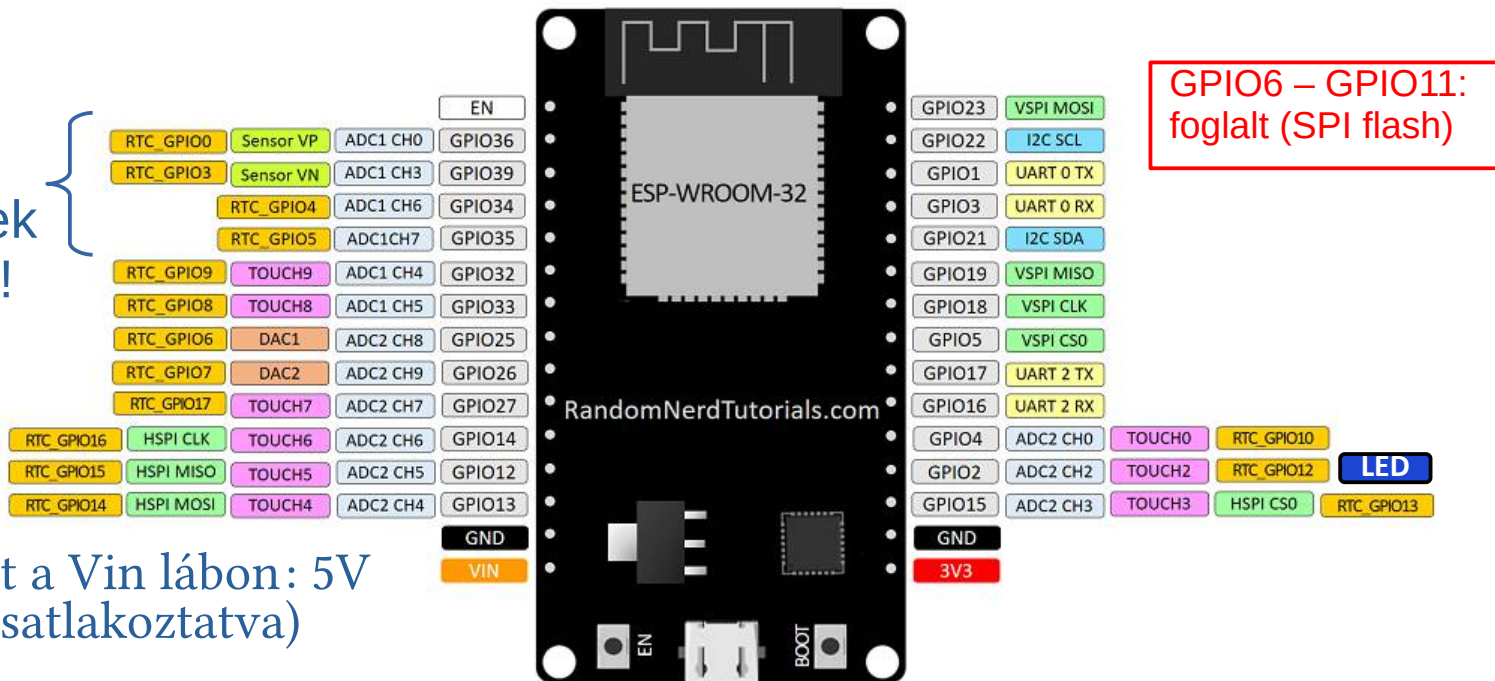 EN
RTC_GPIO0 Sensor VP ADC1 CH0 GPIO36
RTC_GPIO3 Sensor VN ADC1 CH3 GPIO39
RTC_GPIO4 ADC1 CH6 GPIO34
RTC_GPIO5 ADC1CH7 GPIO35
RTC_GPIO9 TOUCH9 ADC1 CH4 GPIO32
RTC_GPIO8 TOUCH8 ADC1 CH5 GPIO33
RTC_GPIO6 DAC1 ADC2 CH8 GPIO25
RTC_GPIO7 DAC2 ADC2 CH9 GPIO26
RTC_GPIO17 TOUCH7 ADC2 CH7 GPIO27
RTC_GPIO16 HSPI CLK TOUCH6 ADC2 CH6 GPIO14
RTC_GPIO15 HSPI MISO TOUCH5 ADC2 CH5 GPIO12
RTC_GPIO14 HSPI MOSI TOUCH4 ADC2 CH4 GPIO13
GND
VIN
ek
!
t a Vin lábon: 5V
satlakoztatva)
ESP-WROOM-32
RandomNerdTutorials.com
EN
BOOT
GPIO23 VSPI MOSI
GPIO22 I2C SCL
GPIO1 UART 0 TX
GPIO3 UART 0 RX
GPIO21 I2C SDA
GPIO19 VSPI MISO
GPIO18 VSPI CLK
GPIO5 VSPI CS0
GPIO17 UART 2 TX
GPIO16 UART 2 RX
GPIO4 ADC2 CH0 TOUCH0 RTC_GPIO10
GPIO2 ADC2 CH2 TOUCH2 RTC_GPIO12 LED
GPIO15 ADC2 CH3 TOUCH3 HSPI CS0 RTC_GPIO13
GND
3V3
GPIO6 – GPIO11:
foglalt (SPI flash)